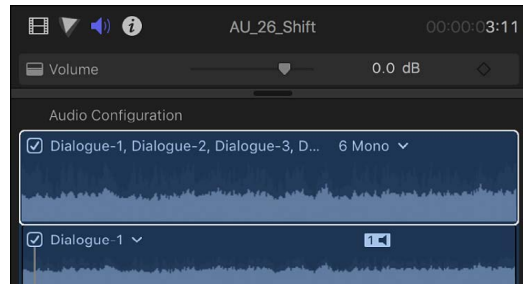 AU_26_Shift 00:00:03:11
Volume 0.0 dB
Audio Configuration
Dialogue-1, Dialogue-2, Dialogue-3, D... 6 Mono
Dialogue-1 1